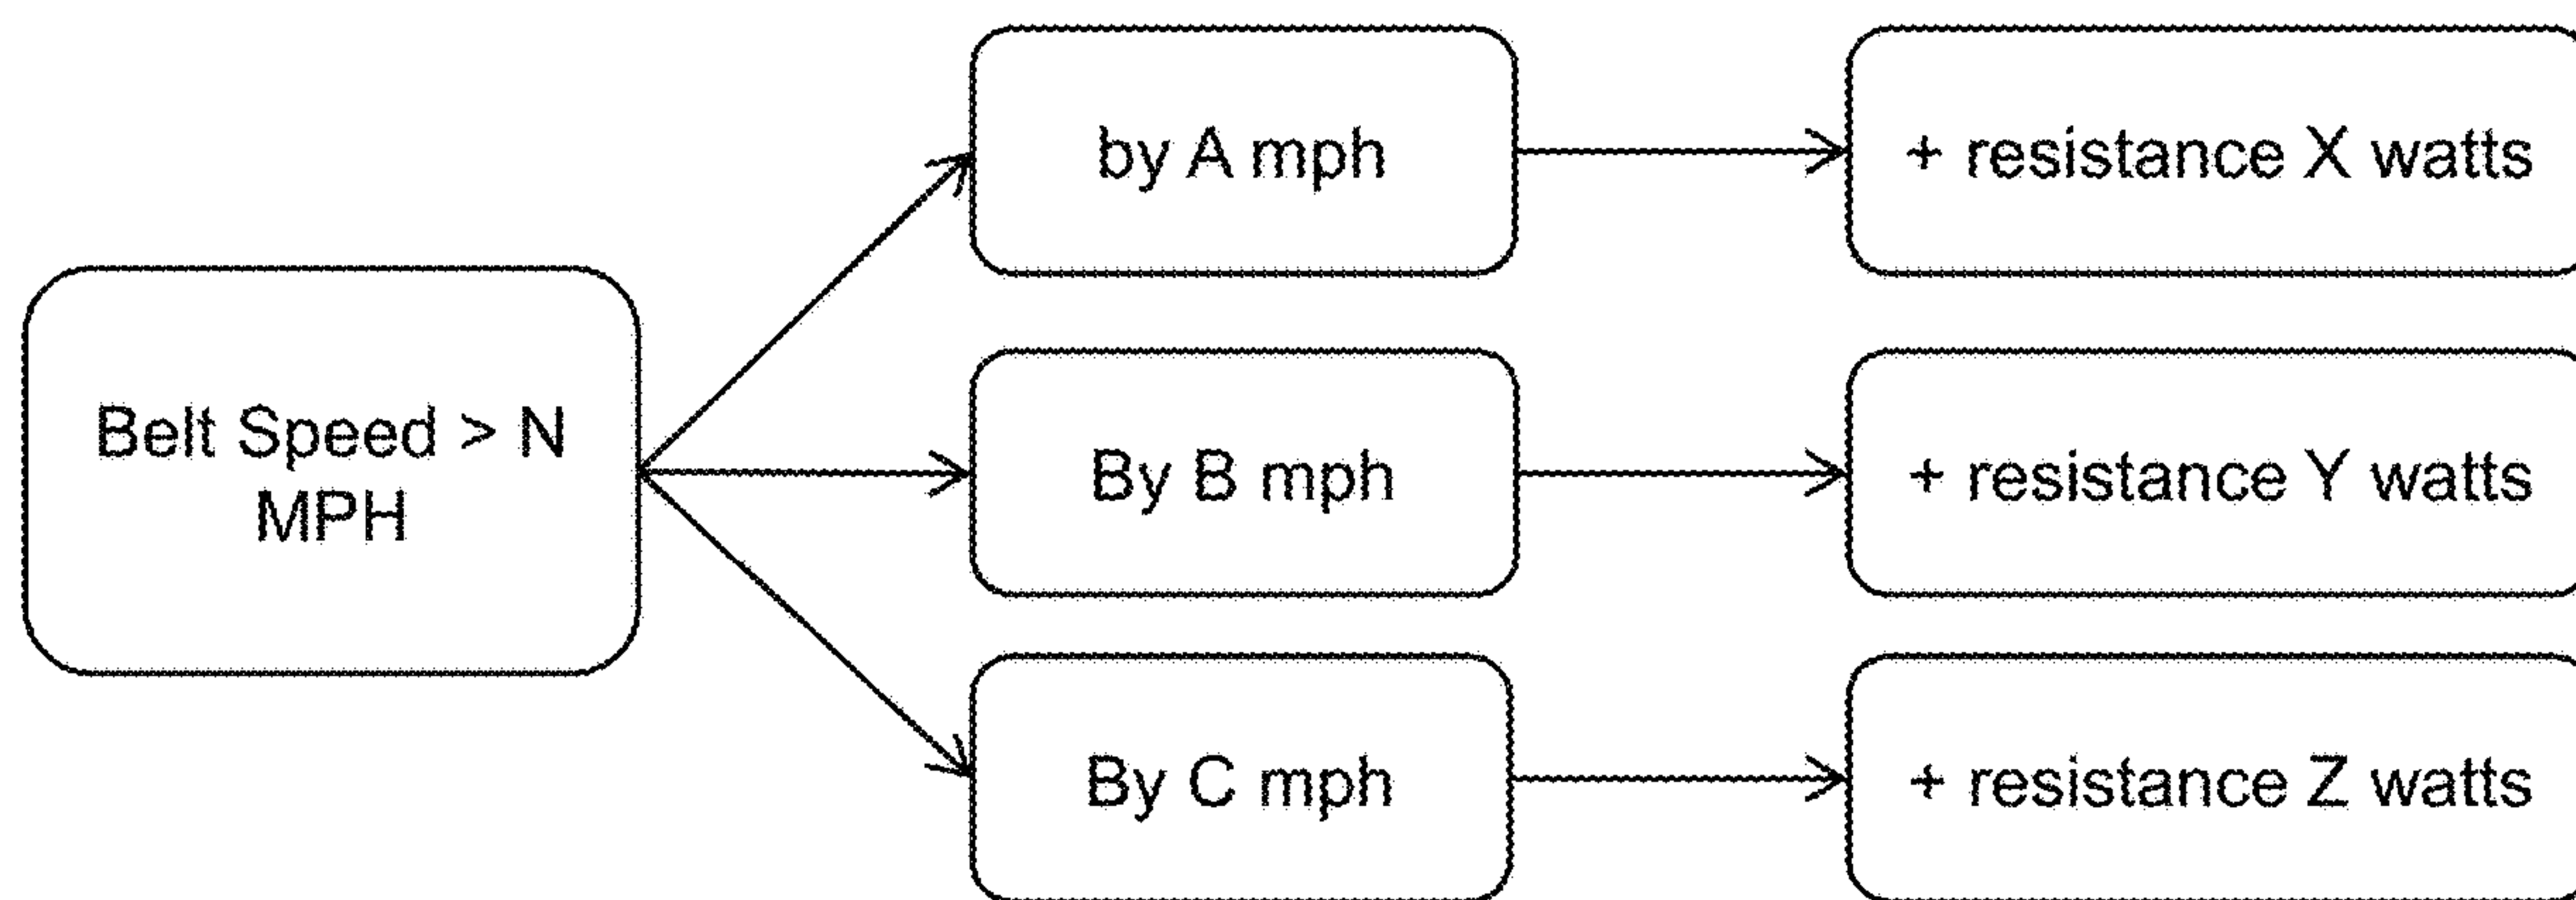 by A mph
+ resistance X watts
Belt Speed > N
MPH
By B mph
+ resistance Y watts
By C mph
+ resistance Z watts